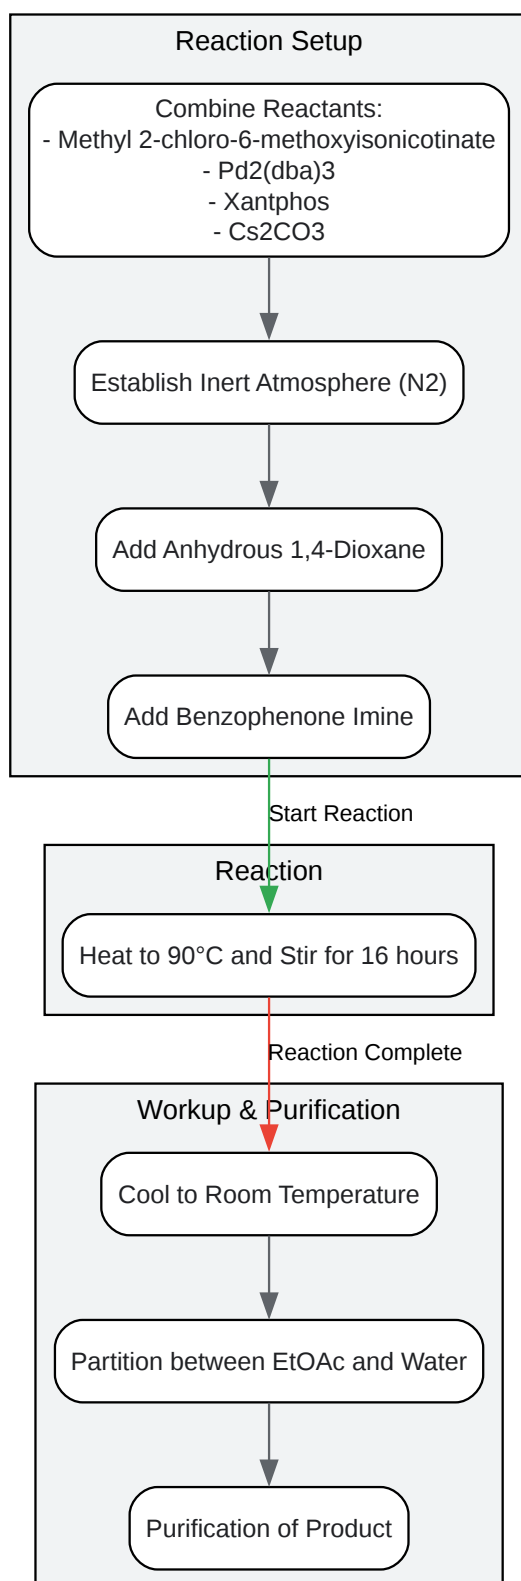 Reaction Setup
Combine Reactants:
- Methyl 2-chloro-6-methoxyisonicotinate
- Pd2(dba)3
- Xantphos
- Cs2CO3
Establish Inert Atmosphere (N2)
Add Anhydrous 1,4-Dioxane
Add Benzophenone Imine
Start Reaction
Reaction
Heat to 90°C and Stir for 16 hours
Reaction Complete
Workup & Purification
Cool to Room Temperature
Partition between EtOAc and Water
Purification of Product